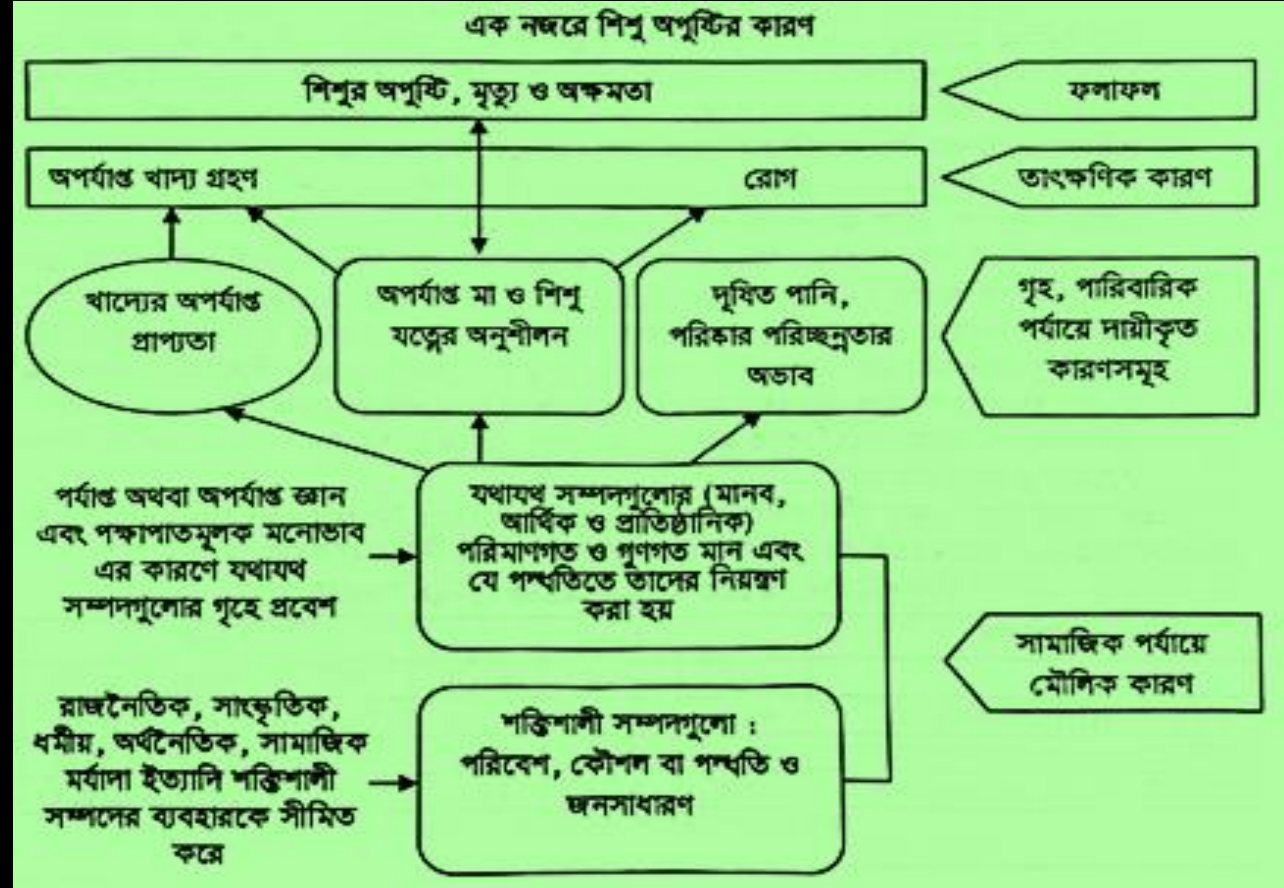 এক নজরে শিশু অপুষ্টির কারণ
শিশুর অপুষ্টি, মৃত্যু ও অক্ষমতা
ফলাফল
অপর্যাপ্ত খাদ্য গ্রহণ
রোগ
তাৎক্ষণিক কারণ
খাদ্যের অপর্যাপ্ত
প্রাপ্যতা
অপর্যাপ্ত মা ও শিশু
যত্নের অনুশীলন
দূষিত পানি,
পরিষ্কার পরিচ্ছন্নতার
অভাব
গৃহ, পারিবারিক
পর্যায়ে দায়ীকৃত
কারণসমূহ
পর্যাপ্ত অথবা অপর্যাপ্ত জ্ঞান
এবং পক্ষাপাতমূলক মনোভাব
এর কারণে যথাযথ
সম্পদগুলোর গৃহে প্রবেশ
যথাযথ সম্পদগুলোর (মানব,
আর্থিক ও প্রাতিষ্ঠানিক)
পরিমাণগত ও গুণগত মান এবং
যে পদ্ধতিতে তাদের নিয়ন্ত্রণ
করা হয়
সামাজিক পর্যায়ে
মৌলিক কারণ
রাজনৈতিক, সাংস্কৃতিক,
ধর্মীয়, অর্থনৈতিক, সামাজিক
মর্যাদা ইত্যাদি শক্তিশালী
সম্পদের ব্যবহারকে সীমিত
করে
শক্তিশালী সম্পদগুলো :
পরিবেশ, কৌশল বা পদ্ধতি ও
জনসাধারণ